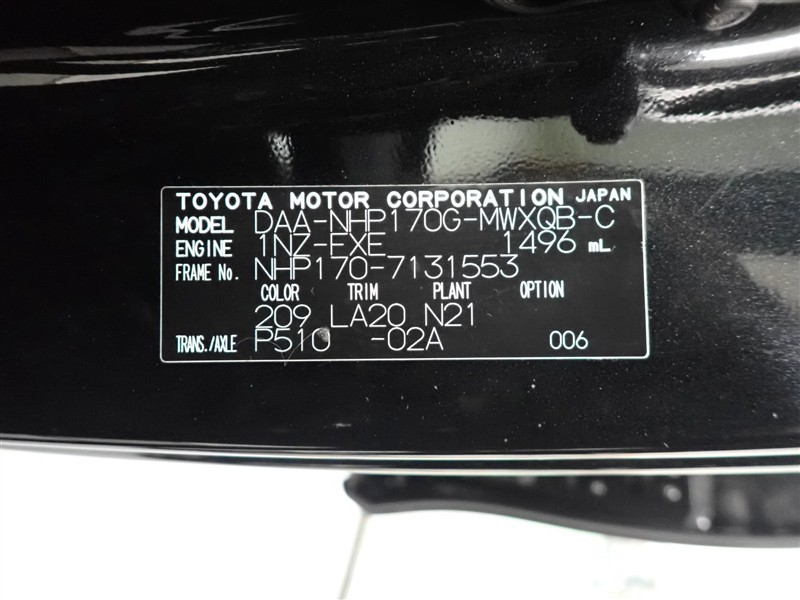 TOYOTA MOTOR CORPORATION JAPAN
MODEL DAA-NHP170G-MWXQB-C
ENGINE 1NZ-FXE 1496 mL
FRAME No. NHP170-7131553
COLOR TRIM PLANT OPTION
209 LA20 N21
TRANS./AXLE P510 -02A 006